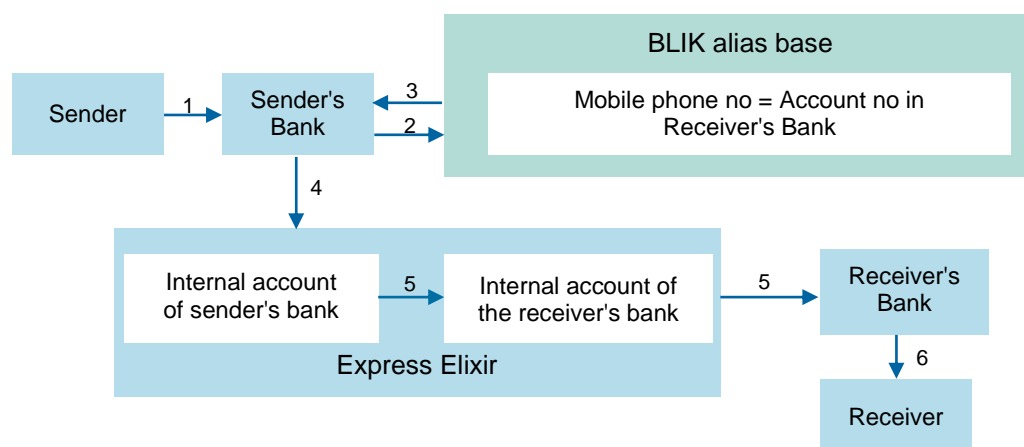 BLIK alias base
Mobile phone no = Account no in
Receiver's Bank
Sender
1
Sender's
Bank
3
2
4
Internal account
of sender's bank
5
Internal account of
the receiver's bank
Express Elixir
5
Receiver's
Bank
6
Receiver